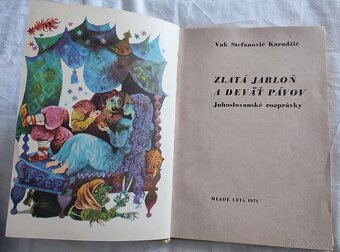 Vuk Stefanović Karadžić
ZLATÁ JABLOŇ
A DEVÄŤ PÁVOV
Juhoslovanské rozprávky
MLADÉ LETÁ 1971